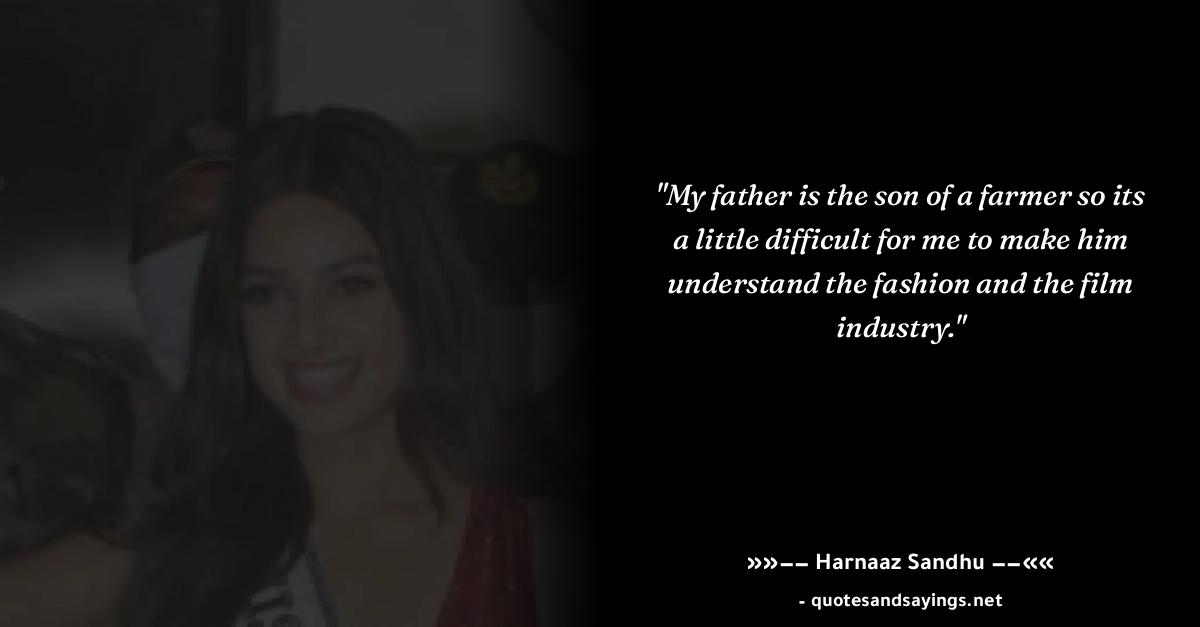 "My father is the son of a farmer so its
a little difficult for me to make him
understand the fashion and the film
industry."
»»−− Harnaaz Sandhu −−««
- quotesandsayings.net